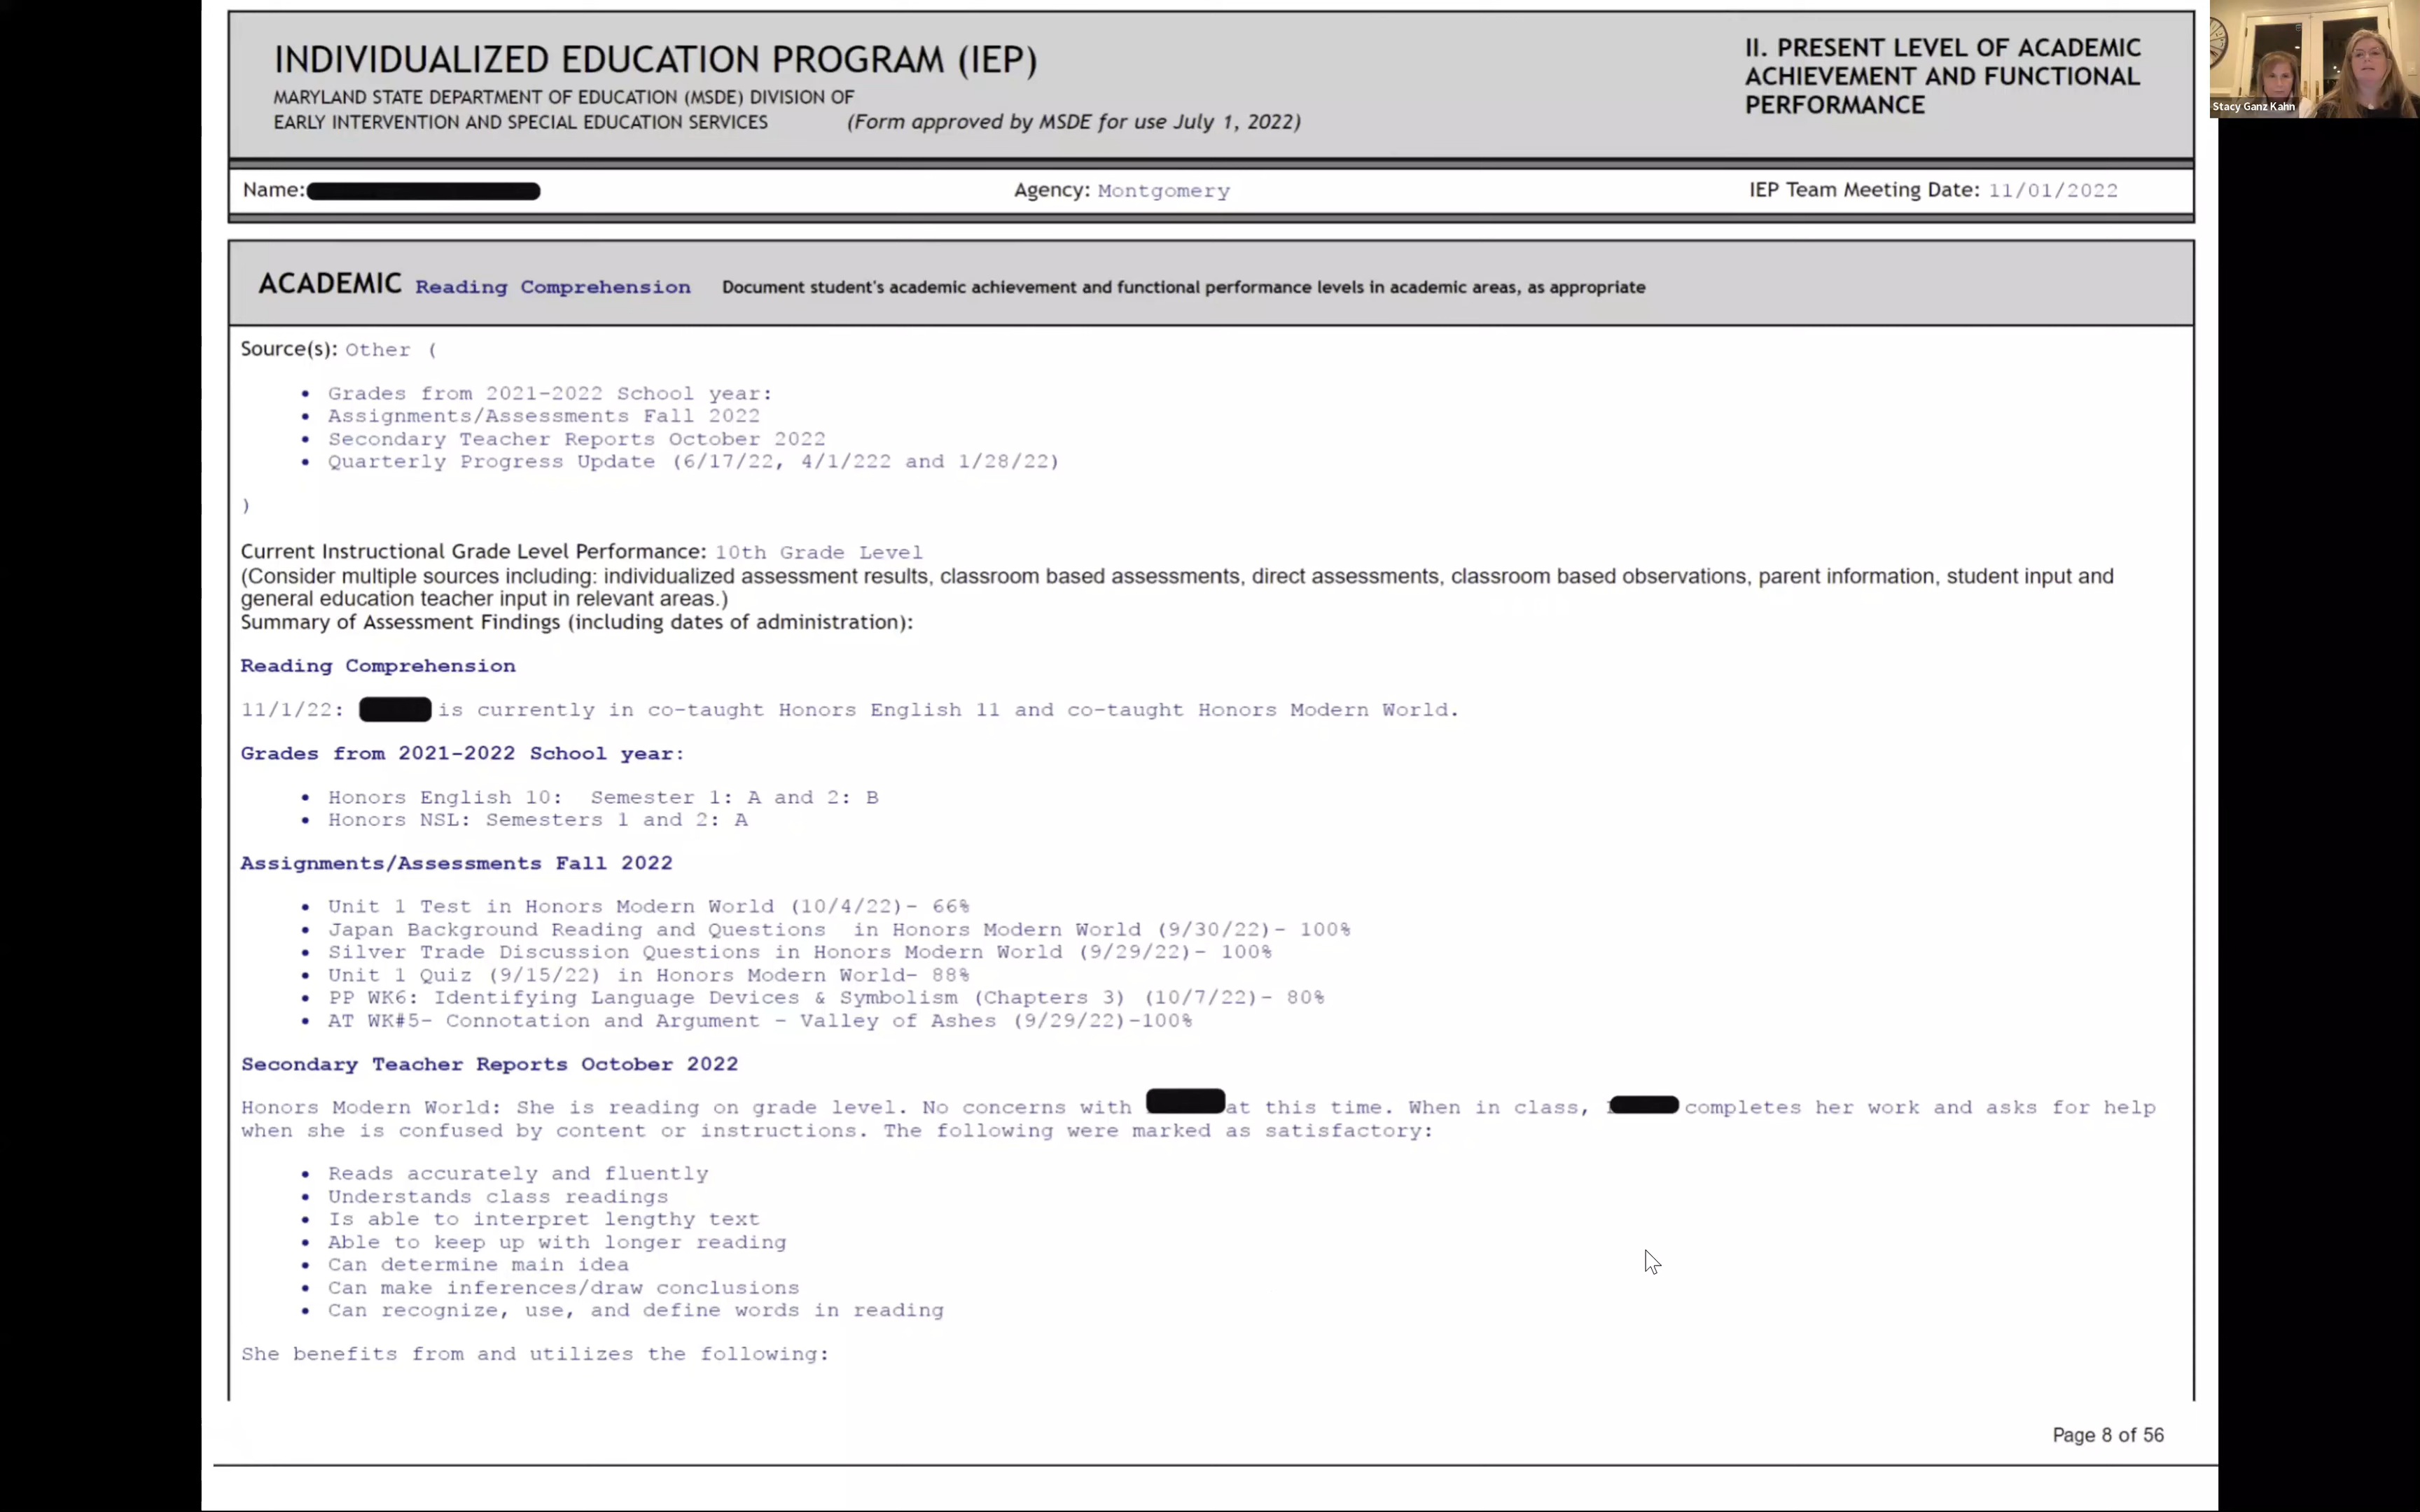 INDIVIDUALIZED EDUCATION PROGRAM (IEP)
MARYLAND STATE DEPARTMENT OF EDUCATION (MSDE) DIVISION OF
EARLY INTERVENTION AND SPECIAL EDUCATION SERVICES (Form approved by MSDE for use July 1, 2022)
II. PRESENT LEVEL OF ACADEMIC
ACHIEVEMENT AND FUNCTIONAL
PERFORMANCE
Stacy Ganz Kahn
Name: Agency: Montgomery IEP Team Meeting Date: 11/01/2022
ACADEMIC Reading Comprehension Document student's academic achievement and functional performance levels in academic areas, as appropriate
Source(s): Other (
• Grades from 2021-2022 School year:
• Assignments/Assessments Fall 2022
• Secondary Teacher Reports October 2022
• Quarterly Progress Update (6/17/22, 4/1/222 and 1/28/22)
)
Current Instructional Grade Level Performance: 10th Grade Level
(Consider multiple sources including: individualized assessment results, classroom based assessments, direct assessments, classroom based observations, parent information, student input and
general education teacher input in relevant areas.)
Summary of Assessment Findings (including dates of administration):
Reading Comprehension
11/1/22: is currently in co-taught Honors English 11 and co-taught Honors Modern World.
Grades from 2021-2022 School year:
• Honors English 10: Semester 1: A and 2: B
• Honors NSL: Semesters 1 and 2: A
Assignments/Assessments Fall 2022
• Unit 1 Test in Honors Modern World (10/4/22)- 66%
• Japan Background Reading and Questions in Honors Modern World (9/30/22)- 100%
• Silver Trade Discussion Questions in Honors Modern World (9/29/22)- 100%
• Unit 1 Quiz (9/15/22) in Honors Modern World- 88%
• PP WK6: Identifying Language Devices & Symbolism (Chapters 3) (10/7/22)- 80%
• AT WK#5- Connotation and Argument - Valley of Ashes (9/29/22)-100%
Secondary Teacher Reports October 2022
Honors Modern World: She is reading on grade level. No concerns with at this time. When in class, completes her work and asks for help
when she is confused by content or instructions. The following were marked as satisfactory:
• Reads accurately and fluently
• Understands class readings
• Is able to interpret lengthy text
• Able to keep up with longer reading
• Can determine main idea
• Can make inferences/draw conclusions
• Can recognize, use, and define words in reading
She benefits from and utilizes the following:
Page 8 of 56